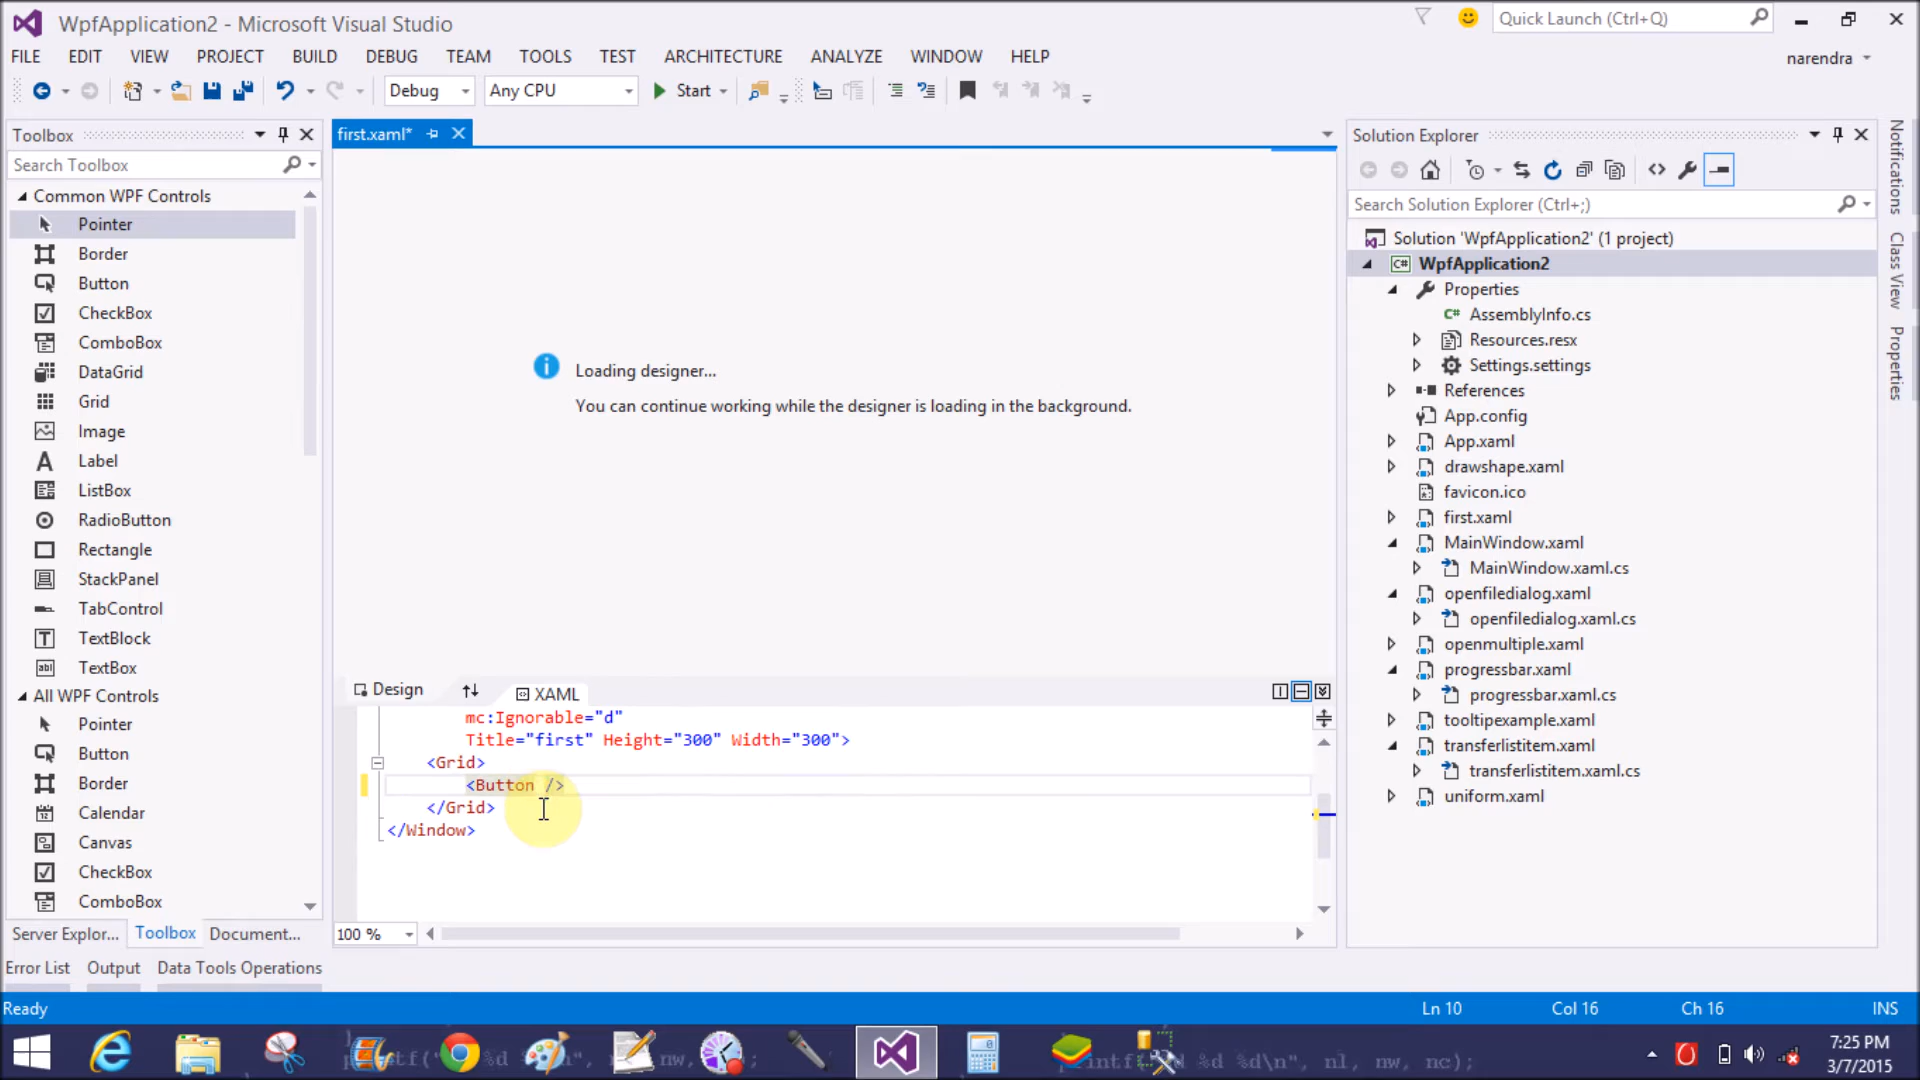 WpfApplication2 - Microsoft Visual Studio
Quick Launch (Ctrl+Q)
FILE EDIT VIEW PROJECT BUILD DEBUG TEAM TOOLS TEST ARCHITECTURE ANALYZE WINDOW HELP
narendra
Debug Any CPU Start
Toolbox
Search Toolbox
Common WPF Controls
Pointer
Border
Button
CheckBox
ComboBox
DataGrid
Grid
Image
Label
ListBox
RadioButton
Rectangle
StackPanel
TabControl
TextBlock
TextBox
All WPF Controls
Pointer
Button
Border
Calendar
Canvas
CheckBox
ComboBox
Server Explor... Toolbox Document...
first.xaml*
Loading designer...
You can continue working while the designer is loading in the background.
Design XAML
mc:Ignorable="d"
Title="first" Height="300" Width="300">
<Grid>
<Button />
</Grid>
</Window>
100 %
Solution Explorer
Search Solution Explorer (Ctrl+;)
Solution 'WpfApplication2' (1 project)
WpfApplication2
Properties
AssemblyInfo.cs
Resources.resx
Settings.settings
References
App.config
App.xaml
drawshape.xaml
favicon.ico
first.xaml
MainWindow.xaml
MainWindow.xaml.cs
openfiledialog.xaml
openfiledialog.xaml.cs
openmultiple.xaml
progressbar.xaml
progressbar.xaml.cs
tooltipexample.xaml
transferlistitem.xaml
transferlistitem.xaml.cs
uniform.xaml
Notifications
Class View
Properties
Error List Output Data Tools Operations
Ready Ln 10 Col 16 Ch 16 INS
7:25 PM
3/7/2015